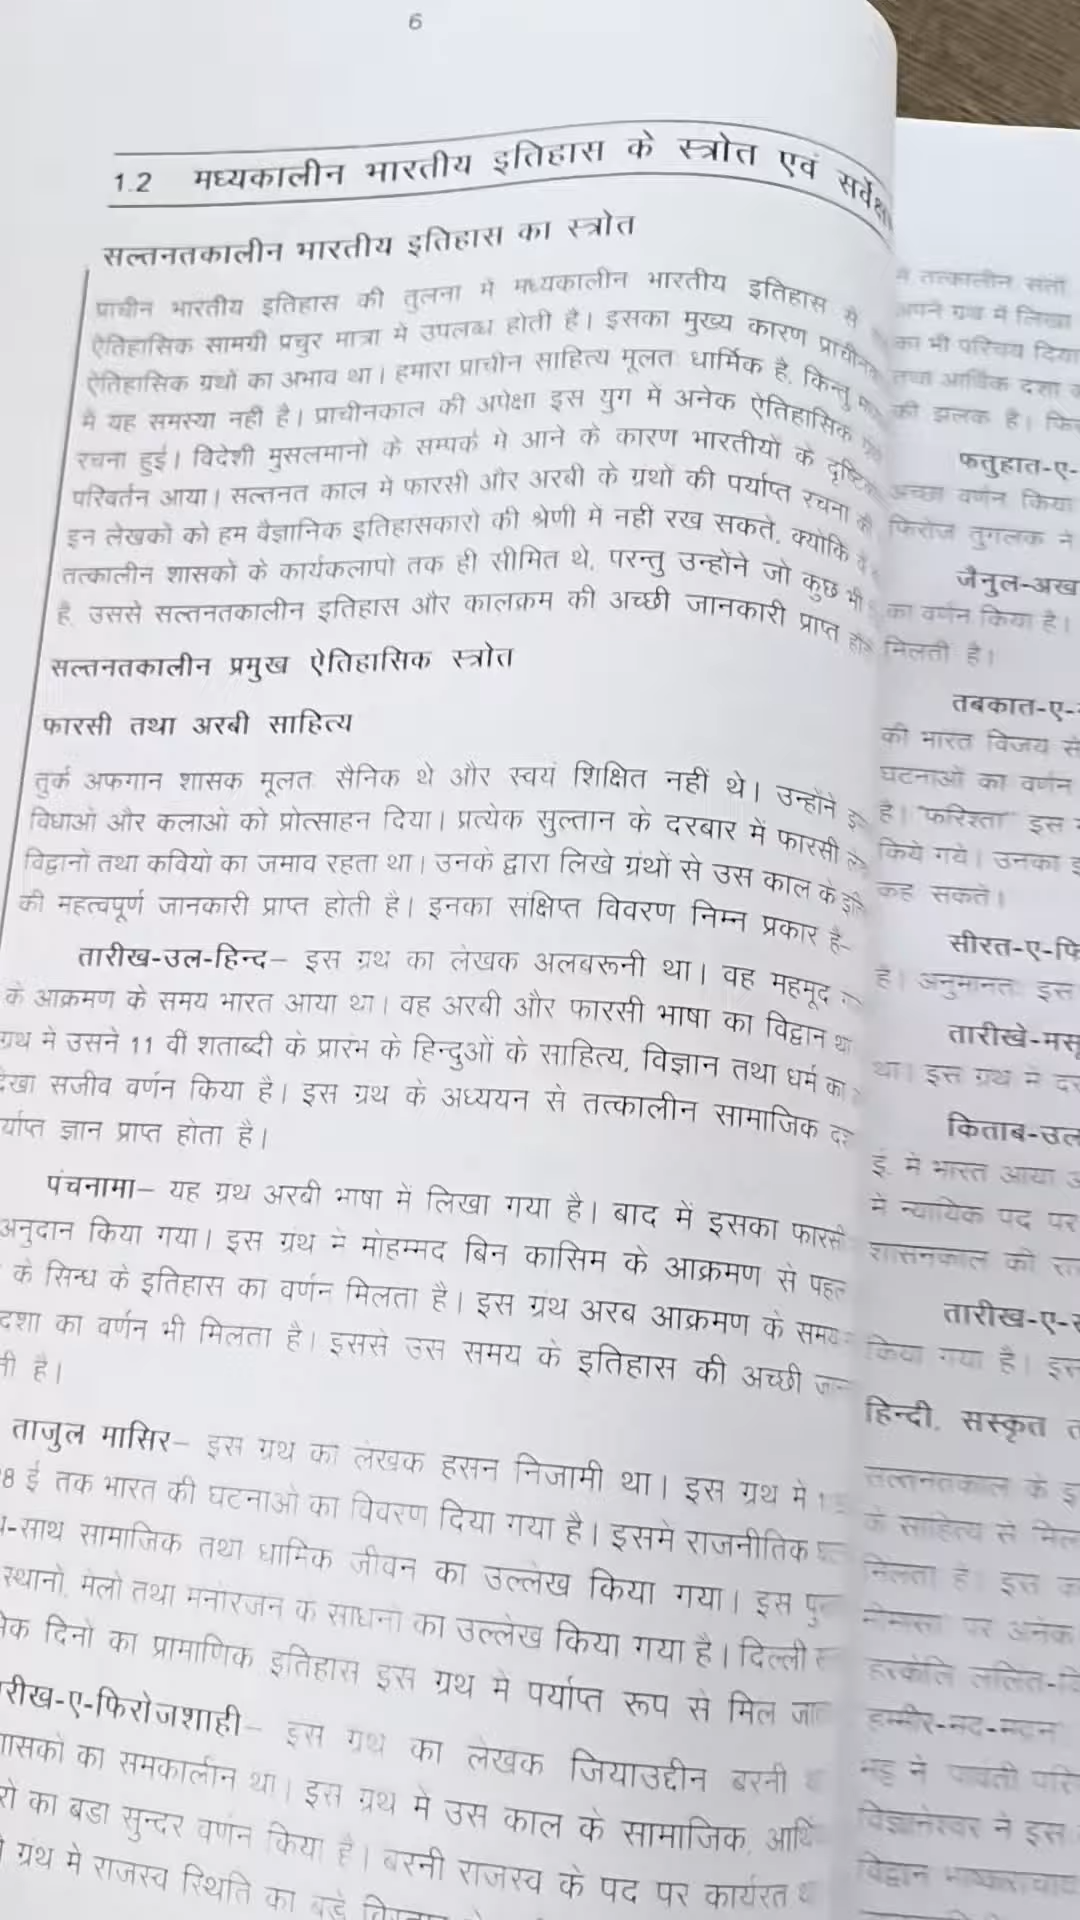 6
1.2 मध्यकालीन भारतीय इतिहास के स्त्रोत एवं
सल्तनतकालीन भारतीय इतिहास का स्त्रोत
प्राचीन भारतीय इतिहास की तुलना में मध्यकालीन भारतीय इतिहास से
ऐतिहासिक सामग्री प्रचुर मात्रा मे उपलब्ध होती है। इसका मुख्य कारण
ऐतिहासिक ग्रंथों का अभाव था। हमारा प्राचीन साहित्य मूलतः धार्मिक है, किन्तु
में यह समस्या नहीं है। प्राचीनकाल की अपेक्षा इस युग में अनेक ऐतिहासिक
रचना हुई। विदेशी मुसलमानो के सम्पर्क मे आने के कारण भारतीयों के
परिवर्तन आया। सल्तनत काल मे फारसी और अरबी के ग्रंथों की पर्याप्त रचना
इन लेखको को हम वैज्ञानिक इतिहासकारो की श्रेणी में नही रख सकते, क्योंकि
तत्कालीन शासको के कार्यकलापो तक ही सीमित थे, परन्तु उन्होंने जो कुछ भी
है, उससे सल्तनतकालीन इतिहास और कालक्रम की अच्छी जानकारी प्राप्त
सल्तनतकालीन प्रमुख ऐतिहासिक स्त्रोत
फारसी तथा अरबी साहित्य
तुर्क अफगान शासक मूलत सैनिक थे और स्वयं शिक्षित नहीं थे। उन्होंने
विधाओं और कलाओं को प्रोत्साहन दिया। प्रत्येक सुल्तान के दरबार में फारसी
विद्वानो तथा कवियो का जमाव रहता था। उनके द्वारा लिखे ग्रंथों से उस काल के
की महत्वपूर्ण जानकारी प्राप्त होती है। इनका संक्षिप्त विवरण निम्न प्रकार है–
तारीख-उल-हिन्द– इस ग्रंथ का लेखक अलबरूनी था। वह महमूद
के आक्रमण के समय भारत आया था। वह अरबी और फारसी भाषा का विद्वान था
ग्रंथ मे उसने 11 वीं शताब्दी के प्रारंभ के हिन्दुओं के साहित्य, विज्ञान तथा धर्म का
वर्णन किया है। इस ग्रंथ के अध्ययन से तत्कालीन सामाजिक
ज्ञान प्राप्त होता है।
पंचनामा– यह ग्रंथ अरबी भाषा में लिखा गया है। बाद में इसका फारसी
अनुदान किया गया। इस ग्रंथ में मोहम्मद बिन कासिम के आक्रमण से
के सिन्ध के इतिहास का वर्णन मिलता है। इस ग्रंथ अरब आक्रमण के समय
दशा का वर्णन भी मिलता है। इससे उस समय के इतिहास की अच्छी
है।
ताजुल मासिर– इस ग्रंथ का लेखक हसन निजामी था। इस ग्रंथ में
8 ई तक भारत की घटनाओ का विवरण दिया गया है। इसमें राजनीतिक
-साथ सामाजिक तथा धार्मिक जीवन का उल्लेख किया गया। इस
स्थानो, मेलो तथा मनोरंजन के साधनो का उल्लेख किया गया है। दिल्ली
दिनो का प्रामाणिक इतिहास इस ग्रंथ मे पर्याप्त रूप से मिल
रीख-ए-फिरोजशाही– इस ग्रंथ का लेखक जियाउद्दीन बरनी
का समकालीन था। इस ग्रंथ मे उस काल के सामाजिक,
का बडा सुन्दर वर्णन किया है। बरनी राजस्व के पद पर कार्यरत
ग्रंथ मे राजस्व स्थिति का बड़े
अपने ग्रंथ में लिखा
का भी परिचय दिया
तथा आर्थिक दशा
की झलक है।
फतुहात-ए-
अच्छा वर्णन किया
फिरोज तुगलक ने
जैनुल-अख
का वर्णन किया है।
मिलती है।
तबकात-ए-
की भारत विजय से
घटनाओं का वर्णन
है। "फरिश्ता" इस
किये गये। उनका
कह सकते।
सीरत-ए-
है। अनुमानतः इस
तारीखे-मसू
था। इस ग्रंथ में
किताब-उल
ई. मे भारत आया
में न्यायिक पद पर
शासनकाल की
तारीख-ए-
किया गया है।
हिन्दी, सस्कृत
सल्तनतकाल के
के साहित्य से
मिलता है। इस
पर अनेक
हम्मीर-मद-मदन
विज्ञानेश्वर ने इस
विद्वान